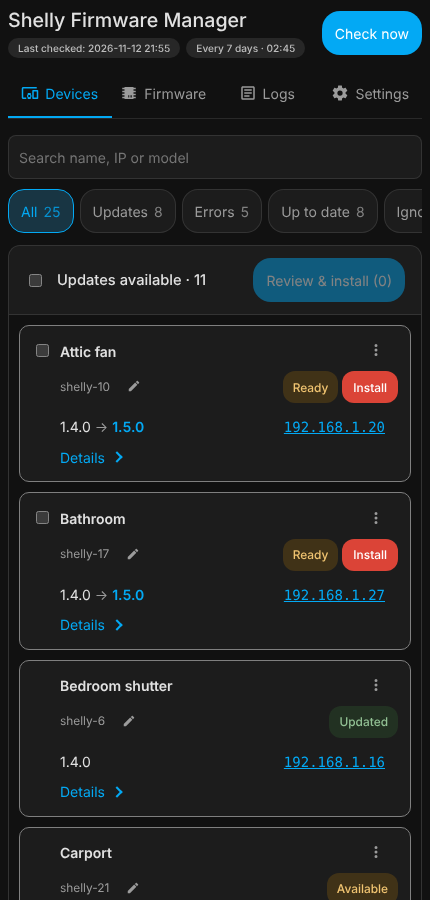 Shelly Firmware Manager
Check now
Last checked: 2026-11-12 21:55
Every 7 days · 02:45
Devices
Firmware
Logs
Settings
Search name, IP or model
All 25
Updates 8
Errors 5
Up to date 8
Igno
Updates available · 11
Review & install (0)
Attic fan
shelly-10
Ready
Install
1.4.0 → 1.5.0
192.168.1.20
Details
Bathroom
shelly-17
Ready
Install
1.4.0 → 1.5.0
192.168.1.27
Details
Bedroom shutter
shelly-6
Updated
1.4.0
192.168.1.16
Details
Carport
shelly-21
Available